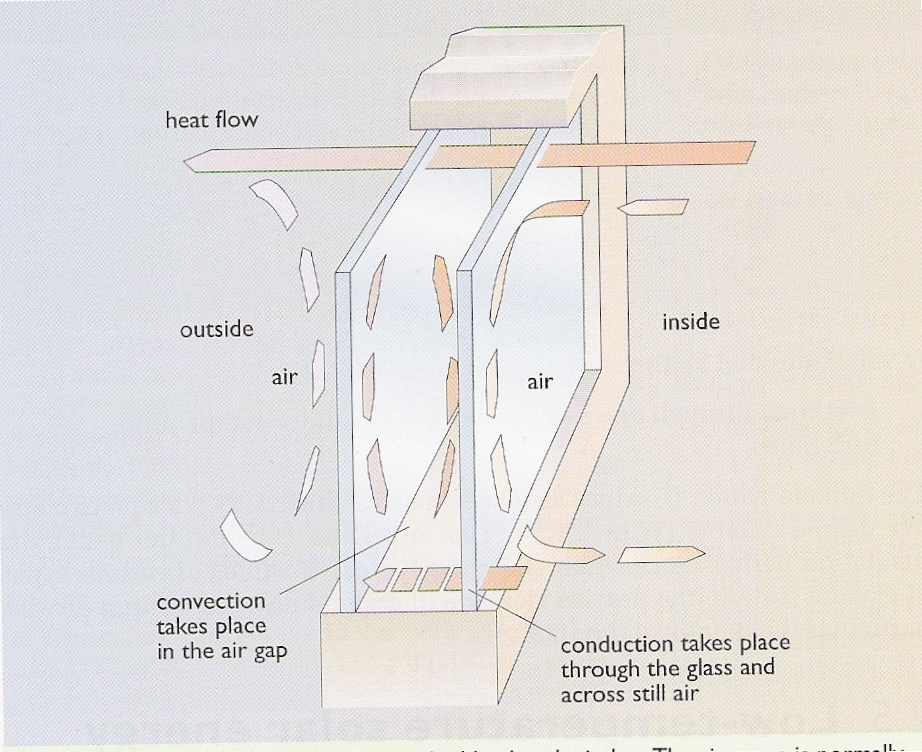 heat flow
outside
inside
air
air
convection
takes place
in the air gap
conduction takes place
through the glass and
across still air